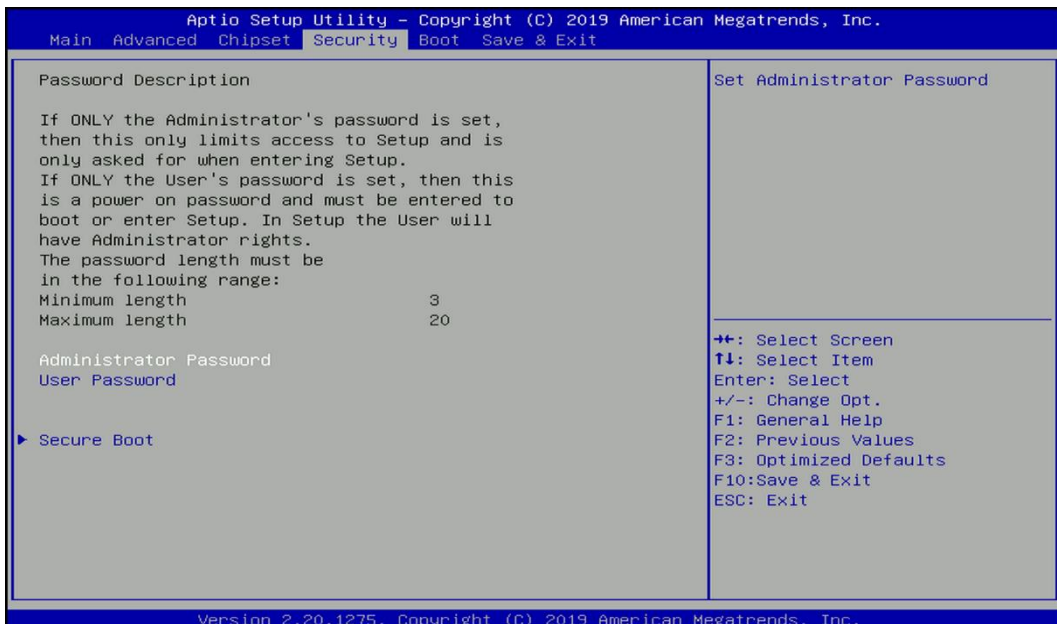 Aptio Setup Utility – Copyright (C) 2019 American Megatrends, Inc.
Main Advanced Chipset Security Boot Save & Exit
Password Description
If ONLY the Administrator's password is set,
then this only limits access to Setup and is
only asked for when entering Setup.
If ONLY the User's password is set, then this
is a power on password and must be entered to
boot or enter Setup. In Setup the User will
have Administrator rights.
The password length must be
in the following range:
Minimum length 3
Maximum length 20
Administrator Password
User Password
Secure Boot
Set Administrator Password
→←: Select Screen
↑↓: Select Item
Enter: Select
+/-: Change Opt.
F1: General Help
F2: Previous Values
F3: Optimized Defaults
F10:Save & Exit
ESC: Exit
Version 2.20.1275. Copyright (C) 2019 American Megatrends, Inc.